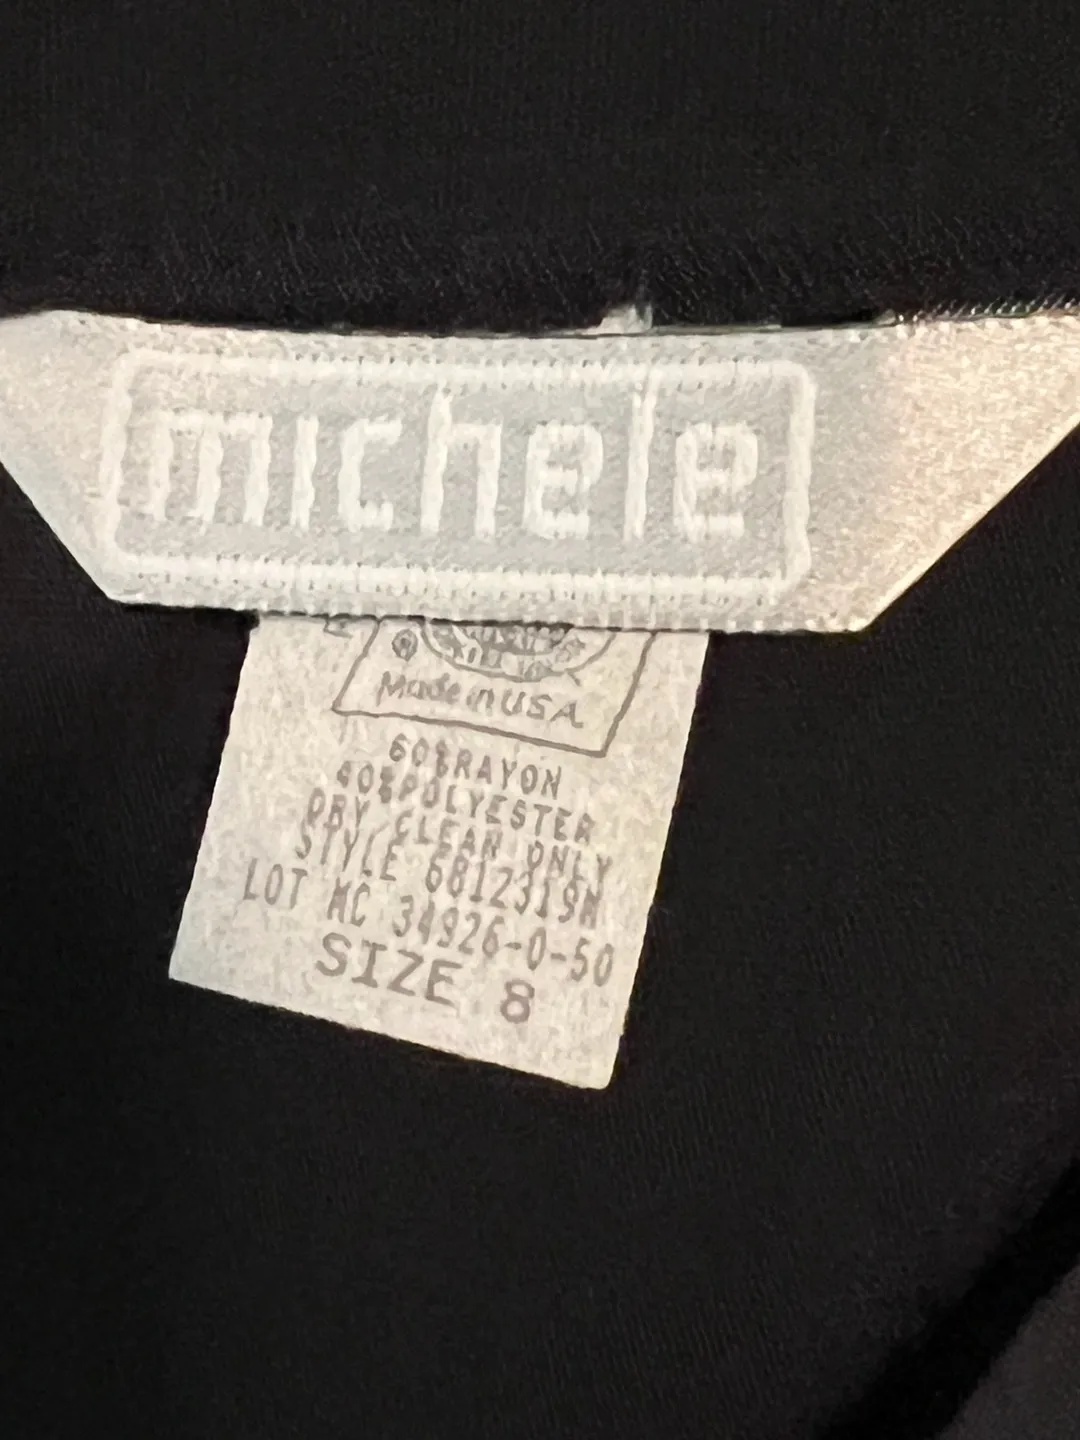 michele
®
Made in USA
60%RAYON
40%POLYESTER
DRY CLEAN ONLY
STYLE 6812319M
LOT MC 34926-0-50
SIZE 8